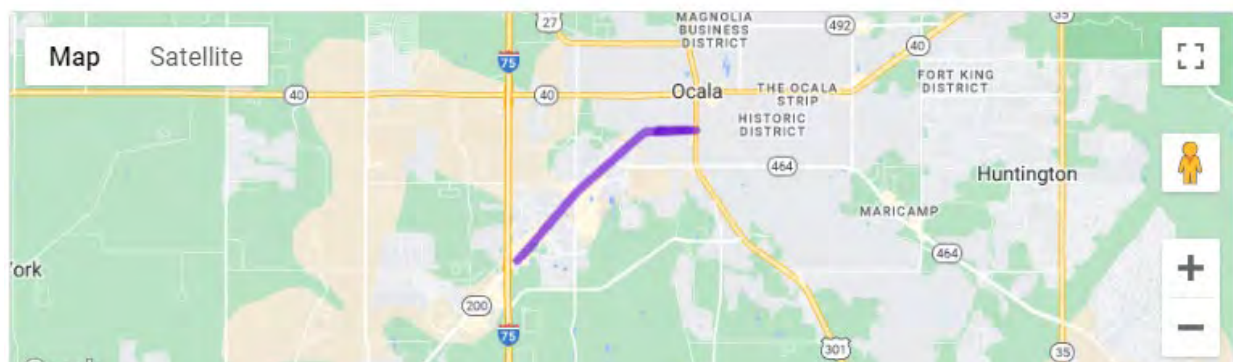 Map
Satellite
27
MAGNOLIA
BUSINESS
DISTRICT
492
35
40
75
FORT KING
DISTRICT
40
40
Ocala
THE OCALA
STRIP
HISTORIC
DISTRICT
464
Huntington
MARICAMP
464
ork
200
75
301
35